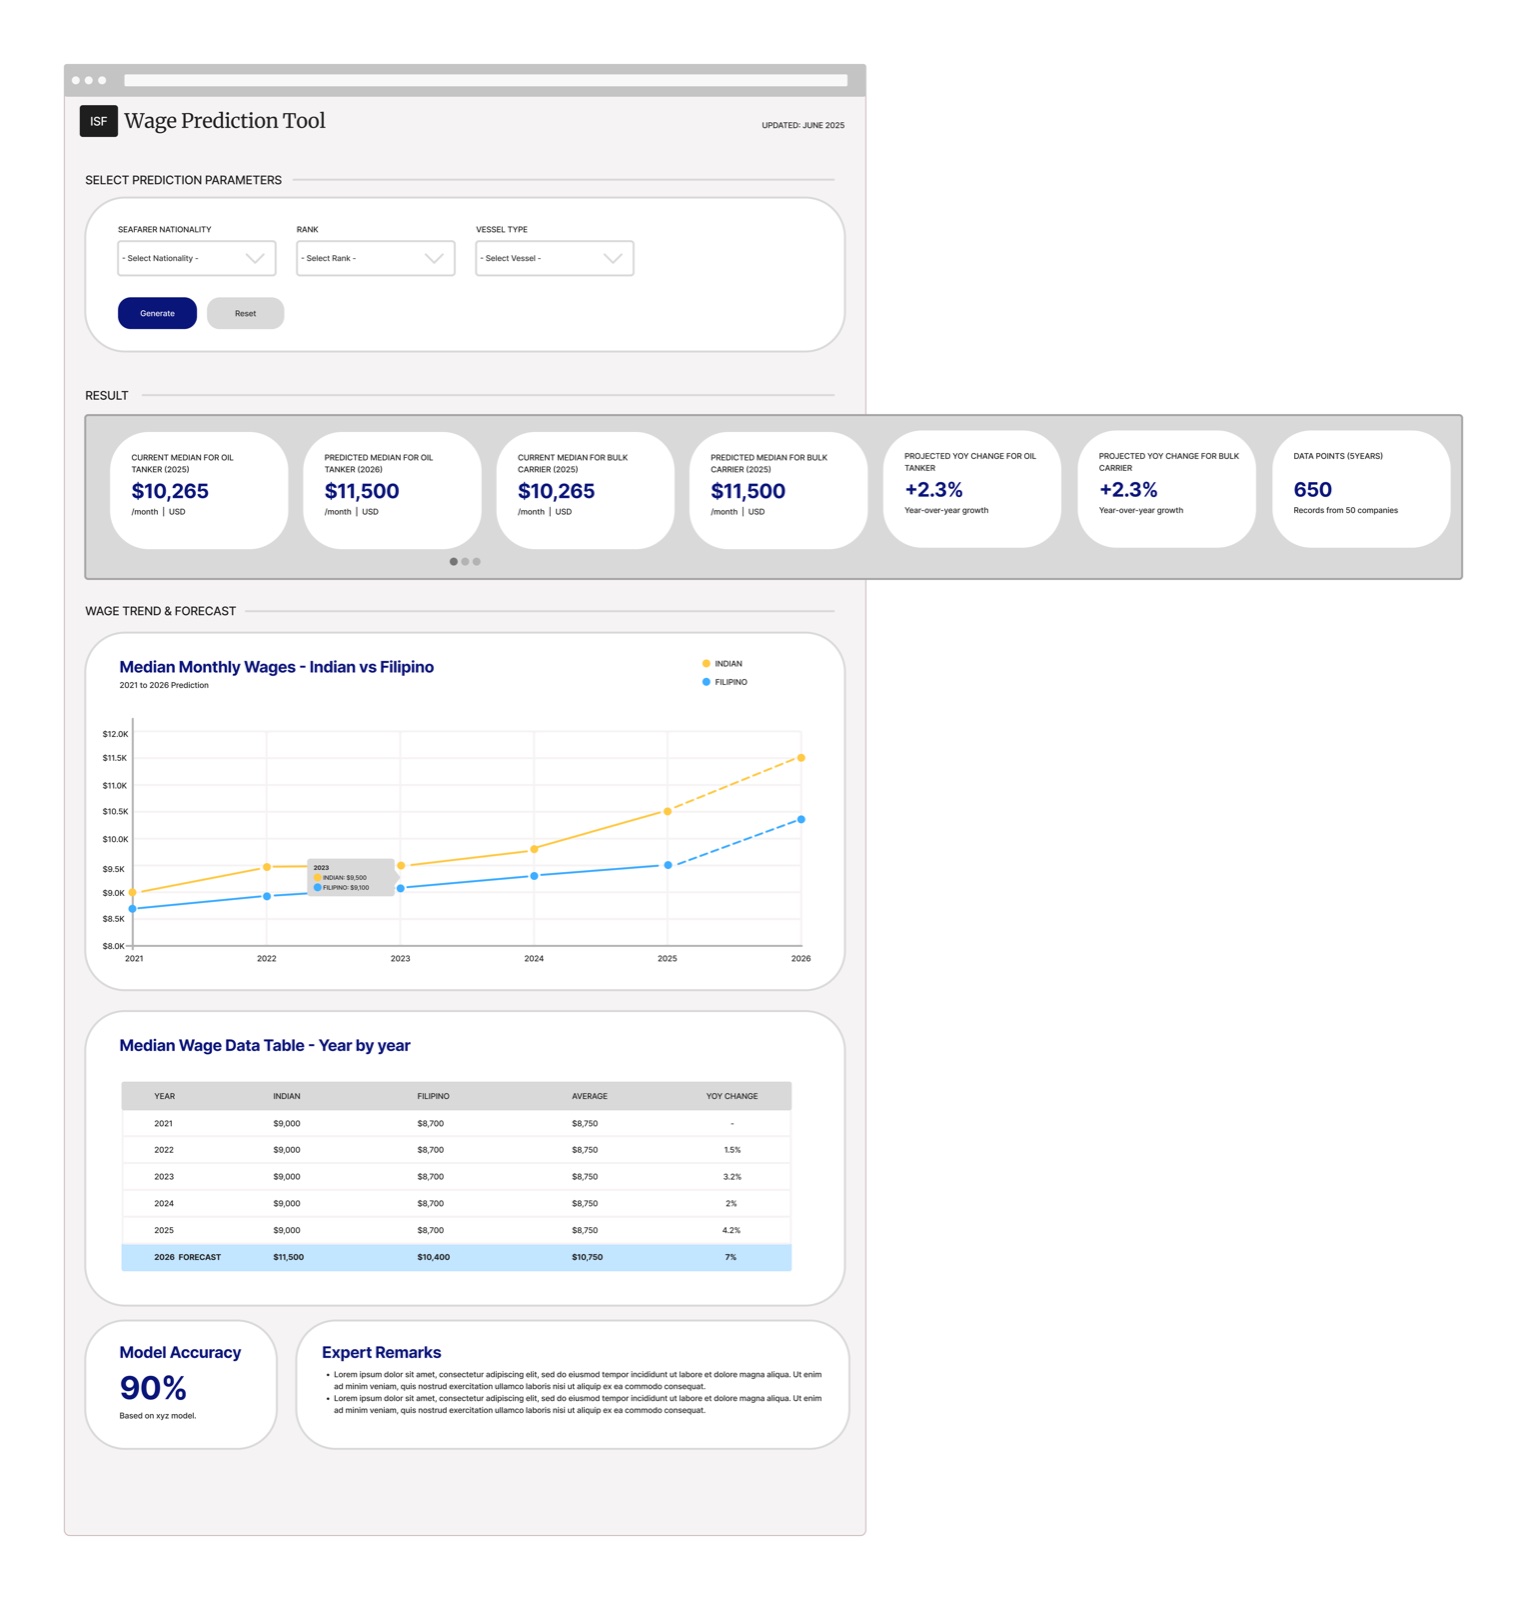 ISF Wage Prediction Tool
UPDATED: JUNE 2025
SELECT PREDICTION PARAMETERS
SEAFARER NATIONALITY
RANK
VESSEL TYPE
- Select Nationality -
- Select Rank -
- Select Vessel -
Generate
Reset
RESULT
CURRENT MEDIAN FOR OIL
TANKER (2025)
$10,265
/month | USD
PREDICTED MEDIAN FOR OIL
TANKER (2026)
$11,500
/month | USD
CURRENT MEDIAN FOR BULK
CARRIER (2025)
$10,265
/month | USD
PREDICTED MEDIAN FOR BULK
CARRIER (2025)
$11,500
/month | USD
PROJECTED YOY CHANGE FOR OIL
TANKER
+2.3%
Year-over-year growth
PROJECTED YOY CHANGE FOR BULK
CARRIER
+2.3%
Year-over-year growth
DATA POINTS (5YEARS)
650
Records from 50 companies
WAGE TREND & FORECAST
Median Monthly Wages - Indian vs Filipino
2021 to 2026 Prediction
INDIAN
FILIPINO
$12.0K
$11.5K
$11.0K
$10.5K
$10.0K
$9.5K
$9.0K
$8.5K
$8.0K
2023
INDIAN: $9,500
FILIPINO: $9,100
2021 2022 2023 2024 2025 2026
Median Wage Data Table - Year by year
YEAR INDIAN FILIPINO AVERAGE YOY CHANGE
2021 $9,000 $8,700 $8,750 -
2022 $9,000 $8,700 $8,750 1.5%
2023 $9,000 $8,700 $8,750 3.2%
2024 $9,000 $8,700 $8,750 2%
2025 $9,000 $8,700 $8,750 4.2%
2026 FORECAST $11,500 $10,400 $10,750 7%
Model Accuracy
90%
Based on xyz model.
Expert Remarks
• Lorem ipsum dolor sit amet, consectetur adipiscing elit, sed do eiusmod tempor incididunt ut labore et dolore magna aliqua. Ut enim
ad minim veniam, quis nostrud exercitation ullamco laboris nisi ut aliquip ex ea commodo consequat.
• Lorem ipsum dolor sit amet, consectetur adipiscing elit, sed do eiusmod tempor incididunt ut labore et dolore magna aliqua. Ut enim
ad minim veniam, quis nostrud exercitation ullamco laboris nisi ut aliquip ex ea commodo consequat.